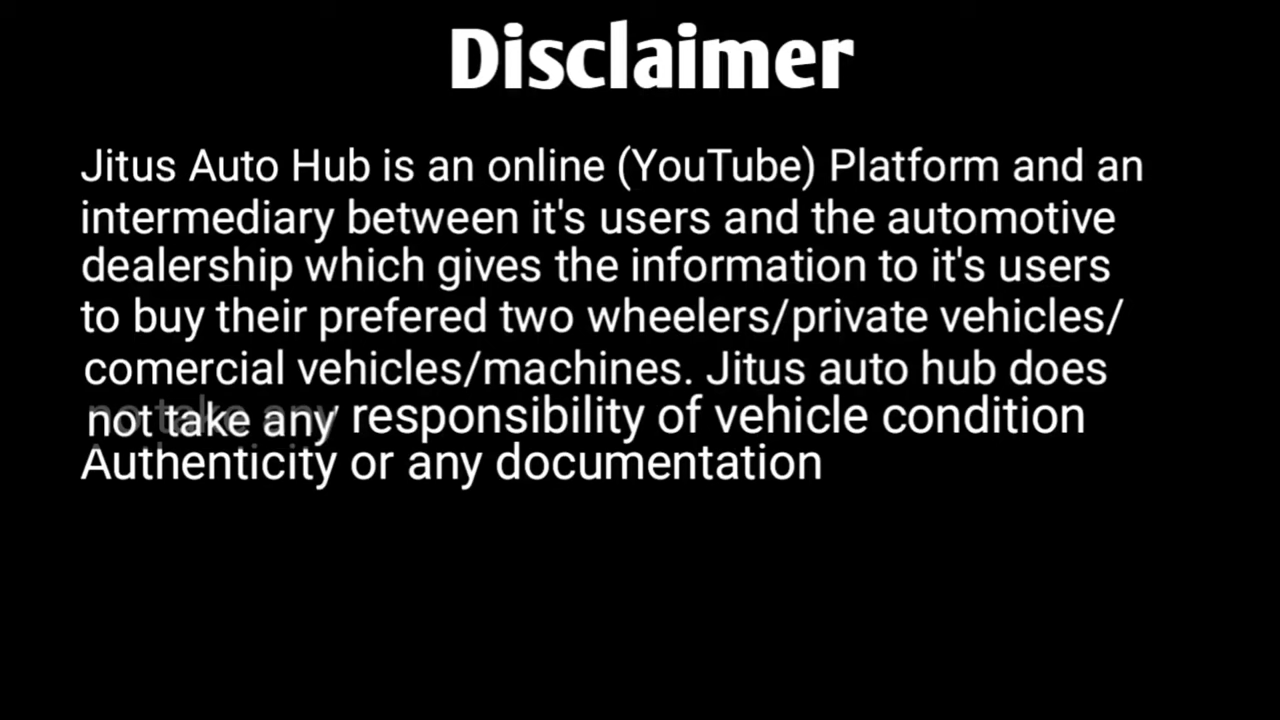 Disclaimer
Jitus Auto Hub is an online (YouTube) Platform and an
intermediary between it's users and the automotive
dealership which gives the information to it's users
to buy their prefered two wheelers/private vehicles/
comercial vehicles/machines. Jitus auto hub does
not take any responsibility of vehicle condition
Authenticity or any documentation